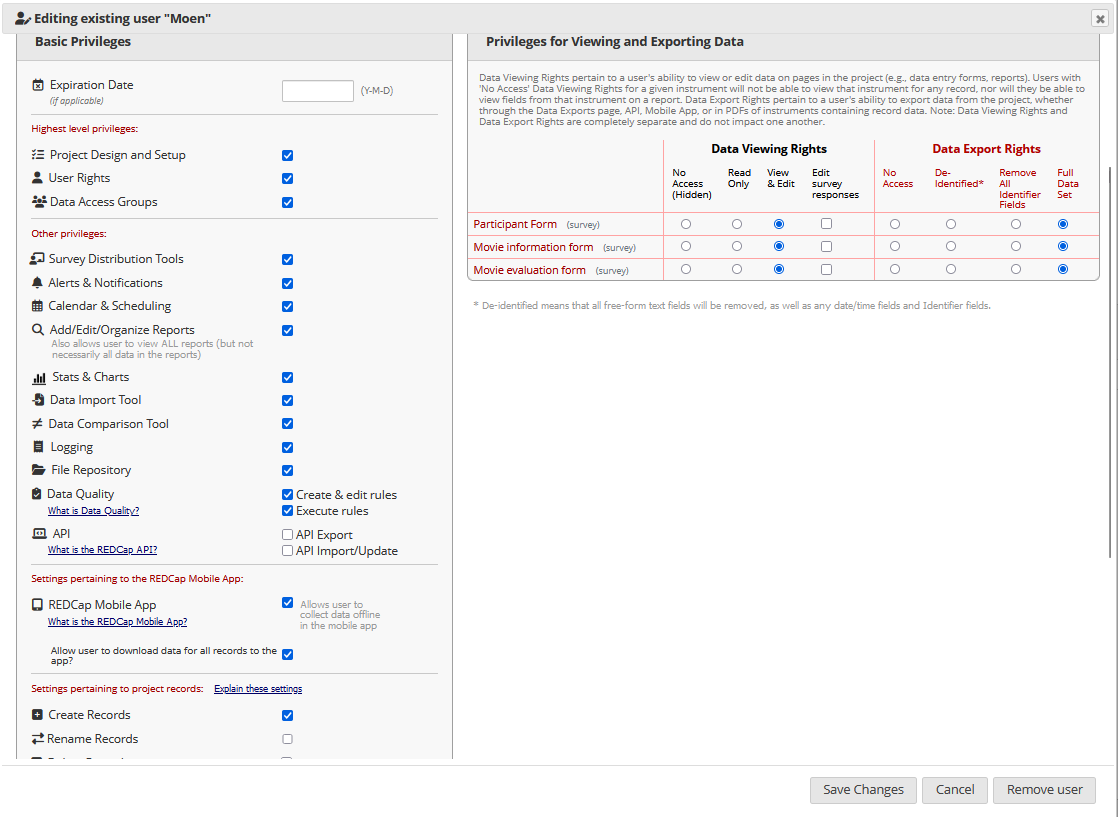 Editing existing user "Moen"
Basic Privileges
Expiration Date
(if applicable)
(Y-M-D)
Highest level privileges:
Project Design and Setup
User Rights
Data Access Groups
Other privileges:
Survey Distribution Tools
Alerts & Notifications
Calendar & Scheduling
Add/Edit/Organize Reports
Also allows user to view ALL reports (but not
necessarily all data in the reports)
Stats & Charts
Data Import Tool
Data Comparison Tool
Logging
File Repository
Data Quality
What is Data Quality?
Create & edit rules
Execute rules
API
What is the REDCap API?
API Export
API Import/Update
Settings pertaining to the REDCap Mobile App:
REDCap Mobile App
What is the REDCap Mobile App?
Allows user to
collect data offline
in the mobile app
Allow user to download data for all records to the
app?
Settings pertaining to project records: Explain these settings
Create Records
Rename Records
Privileges for Viewing and Exporting Data
Data Viewing Rights pertain to a user's ability to view or edit data on pages in the project (e.g., data entry forms, reports). Users with
'No Access' Data Viewing Rights for a given instrument will not be able to view that instrument for any record, nor will they be able to
view fields from that instrument on a report. Data Export Rights pertain to a user's ability to export data from the project, whether
through the Data Exports page, API, Mobile App, or in PDFs of instruments containing record data. Note: Data Viewing Rights and
Data Export Rights are completely separate and do not impact one another.
Data Viewing Rights
Data Export Rights
No
Access
(Hidden)
Read
Only
View
& Edit
Edit
survey
responses
No
Access
De-
Identified*
Remove
All
Identifier
Fields
Full
Data
Set
Participant Form (survey)
Movie information form (survey)
Movie evaluation form (survey)
* De-identified means that all free-form text fields will be removed, as well as any date/time fields and Identifier fields.
Save Changes
Cancel
Remove user